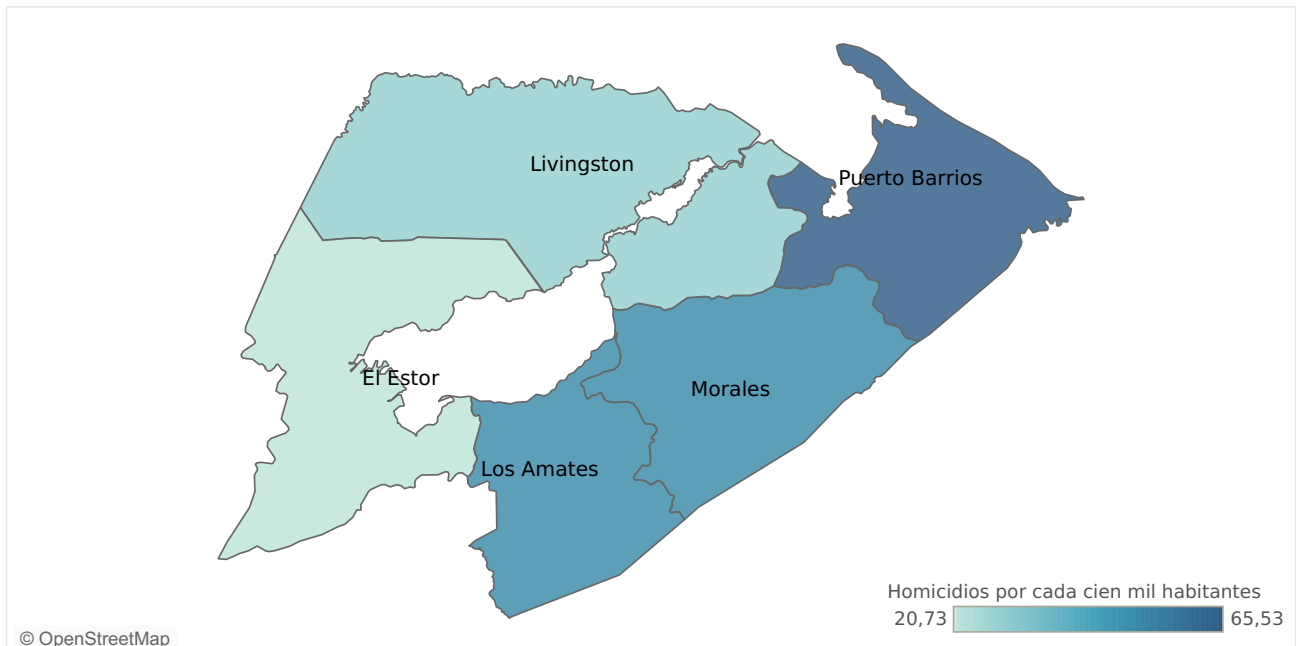 Livingston
Puerto Barrios
El Estor
Morales
Los Amates
Homicidios por cada cien mil habitantes
20,73 65,53
© OpenStreetMap